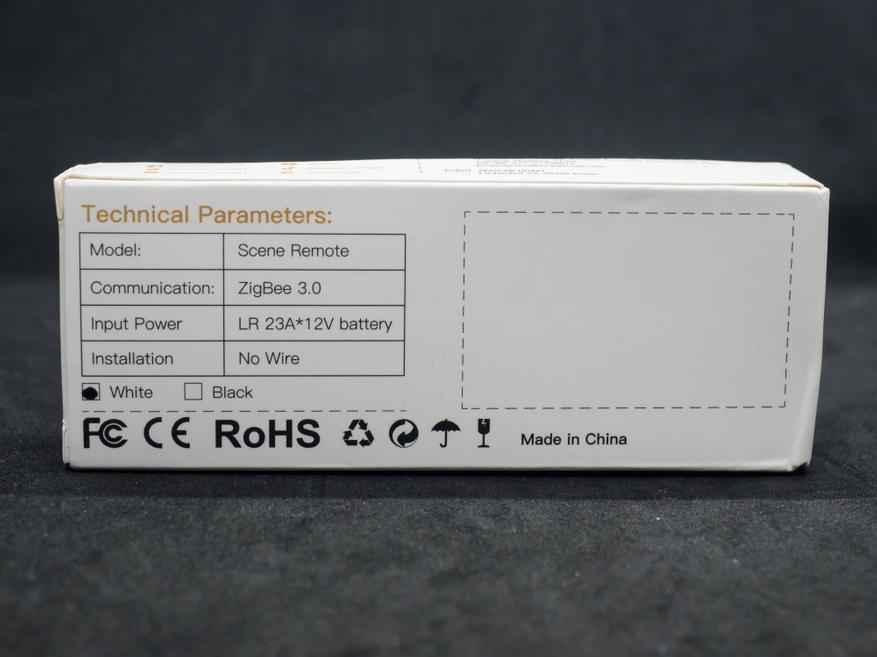 Technical Parameters:
Model: Scene Remote
Communication: ZigBee 3.0
Input Power LR 23A*12V battery
Installation No Wire
White Black
FC CE RoHS Made in China